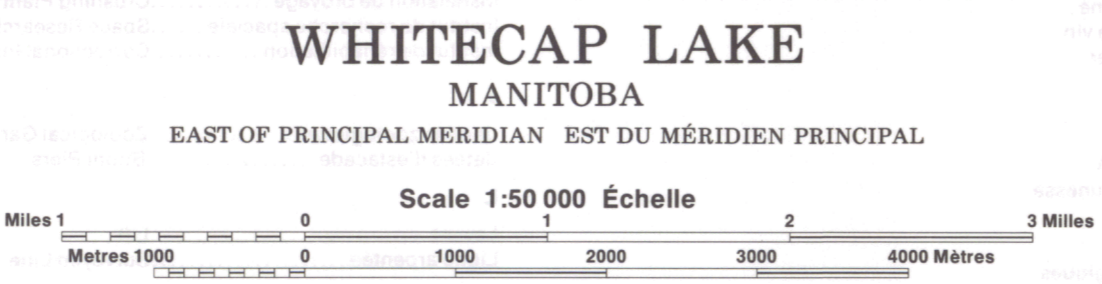 WHITECAP LAKE
MANITOBA
EAST OF PRINCIPAL MERIDIAN EST DU MÉRIDIEN PRINCIPAL
Scale 1:50 000 Échelle
Miles 1 0 1 2 3 Milles
Metres 1000 0 1000 2000 3000 4000 Mètres